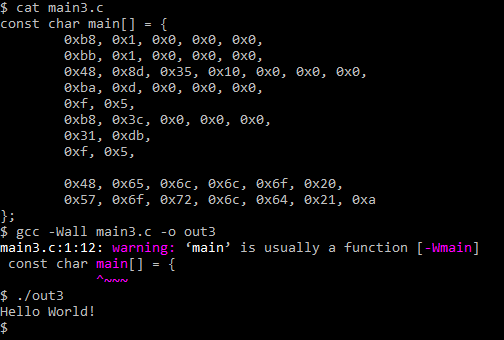 $ cat main3.c
const char main[] = {
        0xb8, 0x1, 0x0, 0x0, 0x0,
        0xbb, 0x1, 0x0, 0x0, 0x0,
        0x48, 0x8d, 0x35, 0x10, 0x0, 0x0, 0x0,
        0xba, 0xd, 0x0, 0x0, 0x0,
        0xf, 0x5,
        0xb8, 0x3c, 0x0, 0x0, 0x0,
        0x31, 0xdb,
        0xf, 0x5,

        0x48, 0x65, 0x6c, 0x6c, 0x6f, 0x20,
        0x57, 0x6f, 0x72, 0x6c, 0x64, 0x21, 0xa
};
$ gcc -Wall main3.c -o out3
main3.c:1:12: warning: ‘main’ is usually a function [-Wmain]
 const char main[] = {
            ^~~~
$ ./out3
Hello World!
$